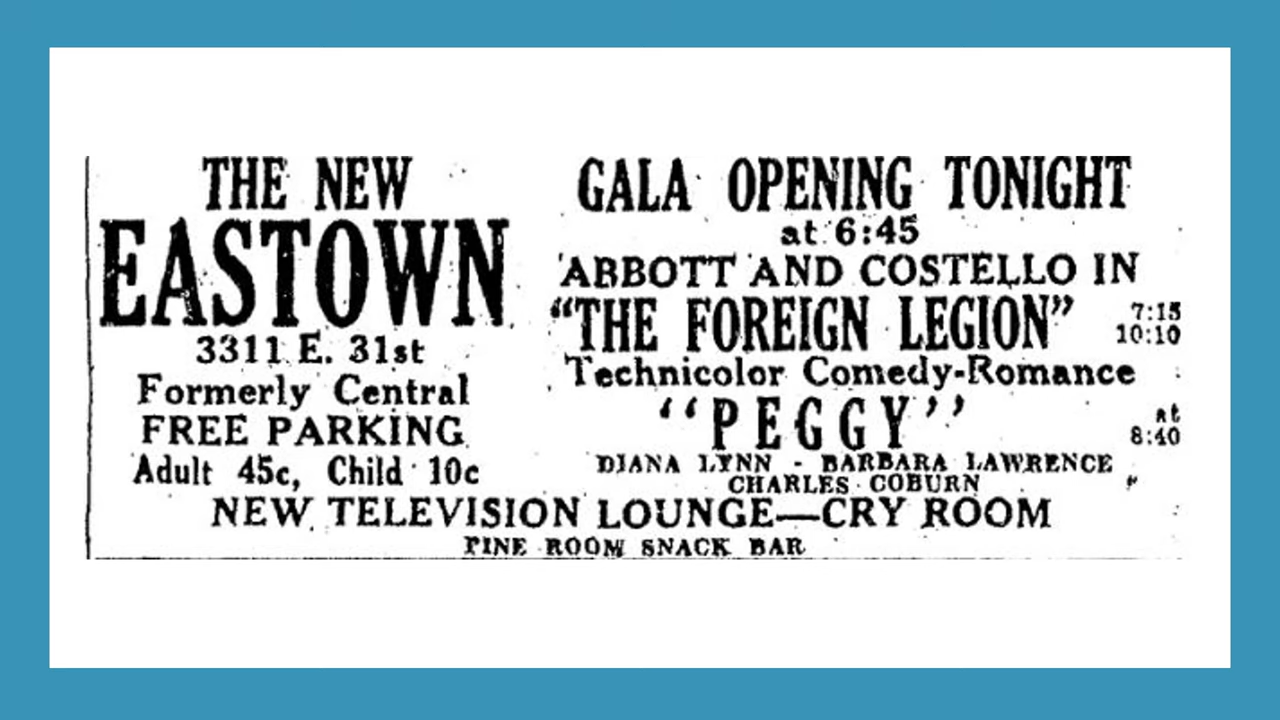 THE NEW
EASTOWN
3311 E. 31st
Formerly Central
FREE PARKING
Adult 45c, Child 10c
GALA OPENING TONIGHT
at 6:45
ABBOTT AND COSTELLO IN
"THE FOREIGN LEGION" 7:15
10:10
Technicolor Comedy-Romance
"PEGGY" at
8:40
DIANA LYNN - BARBARA LAWRENCE
CHARLES COBURN
NEW TELEVISION LOUNGE—CRY ROOM
PINE ROOM SNACK BAR